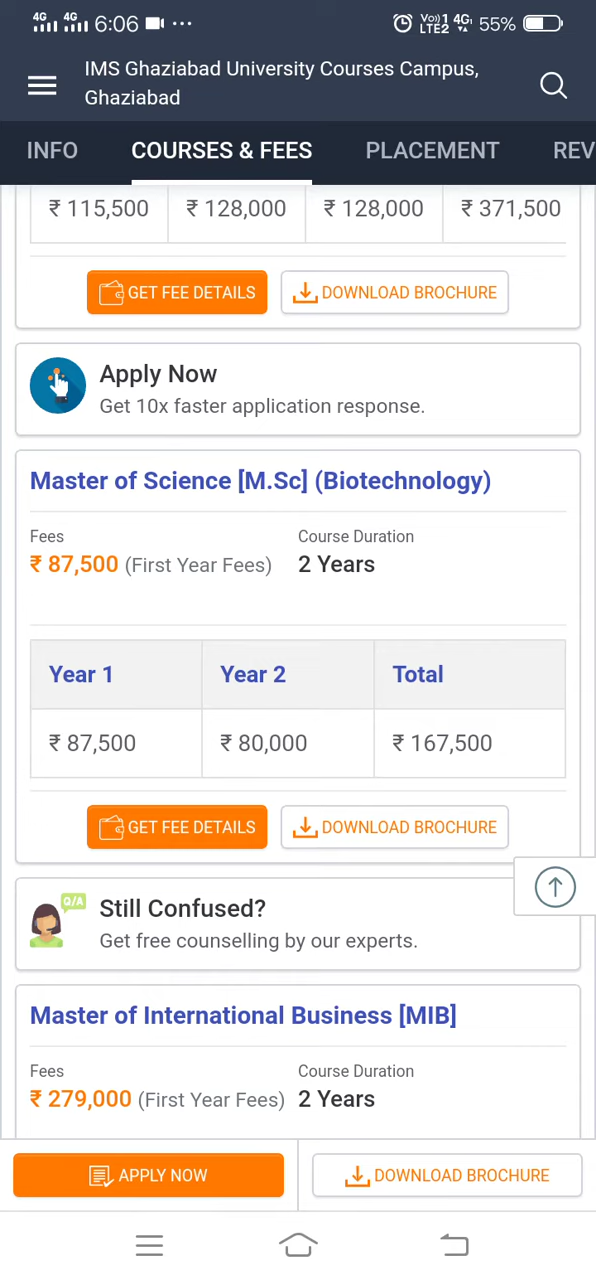 4G 4G 6:06 ••• Vo))1 4G 55%
LTE2
IMS Ghaziabad University Courses Campus,
Ghaziabad
INFO COURSES & FEES PLACEMENT REV
₹ 115,500 ₹ 128,000 ₹ 128,000 ₹ 371,500
GET FEE DETAILS DOWNLOAD BROCHURE
Apply Now
Get 10x faster application response.
Master of Science [M.Sc] (Biotechnology)
Fees Course Duration
₹ 87,500 (First Year Fees) 2 Years
Year 1 Year 2 Total
₹ 87,500 ₹ 80,000 ₹ 167,500
GET FEE DETAILS DOWNLOAD BROCHURE
Q/A Still Confused?
Get free counselling by our experts.
Master of International Business [MIB]
Fees Course Duration
₹ 279,000 (First Year Fees) 2 Years
APPLY NOW DOWNLOAD BROCHURE